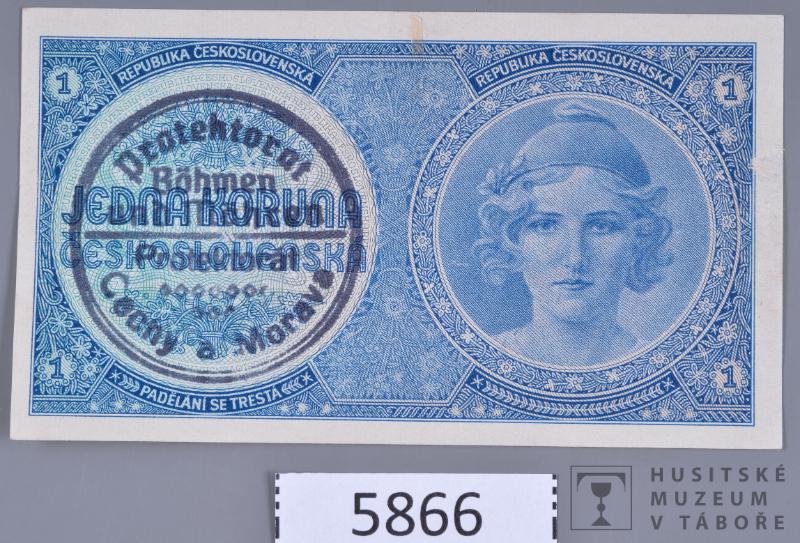 REPUBLIKA ČESKOSLOVENSKÁ
REPUBLIKA ČESKOSLOVENSKÁ
1
1
Protektorat
Böhmen
JEDNA KORUNA
ČESKOSLOVENSKÁ
Protektorat
Čechy a Morava
1
1
PADĚLÁNÍ SE TRESTÁ
5866
HUSITSKÉ
MUZEUM
V TÁBOŘE